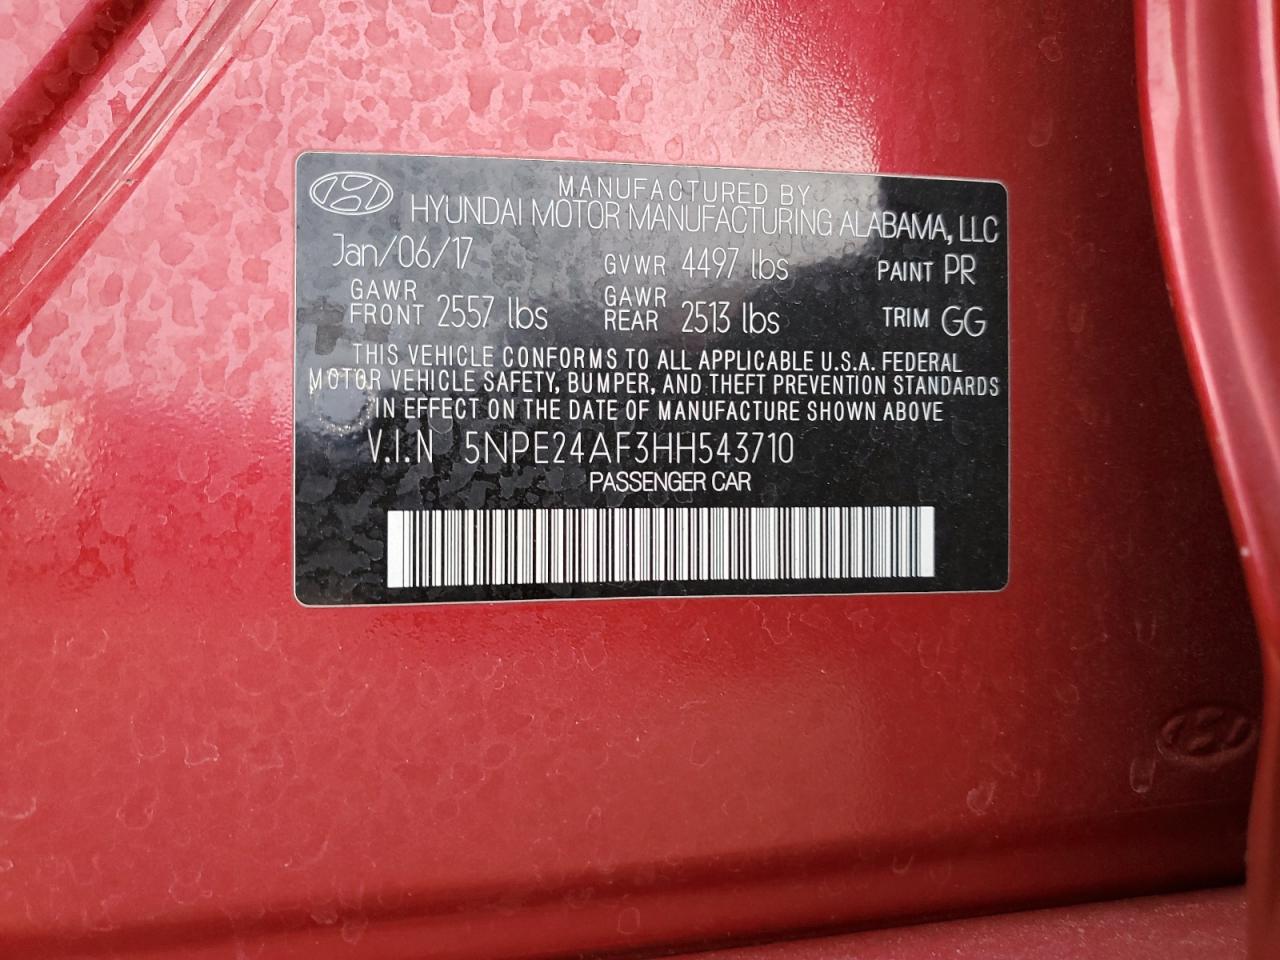 MANUFACTURED BY
HYUNDAI MOTOR MANUFACTURING ALABAMA, LLC
Jan/06/17 GVWR 4497 lbs PAINT PR
GAWR FRONT 2557 lbs GAWR REAR 2513 lbs TRIM GG
THIS VEHICLE CONFORMS TO ALL APPLICABLE U.S.A. FEDERAL
MOTOR VEHICLE SAFETY, BUMPER, AND THEFT PREVENTION STANDARDS
IN EFFECT ON THE DATE OF MANUFACTURE SHOWN ABOVE
V.I.N 5NPE24AF3HH543710
PASSENGER CAR